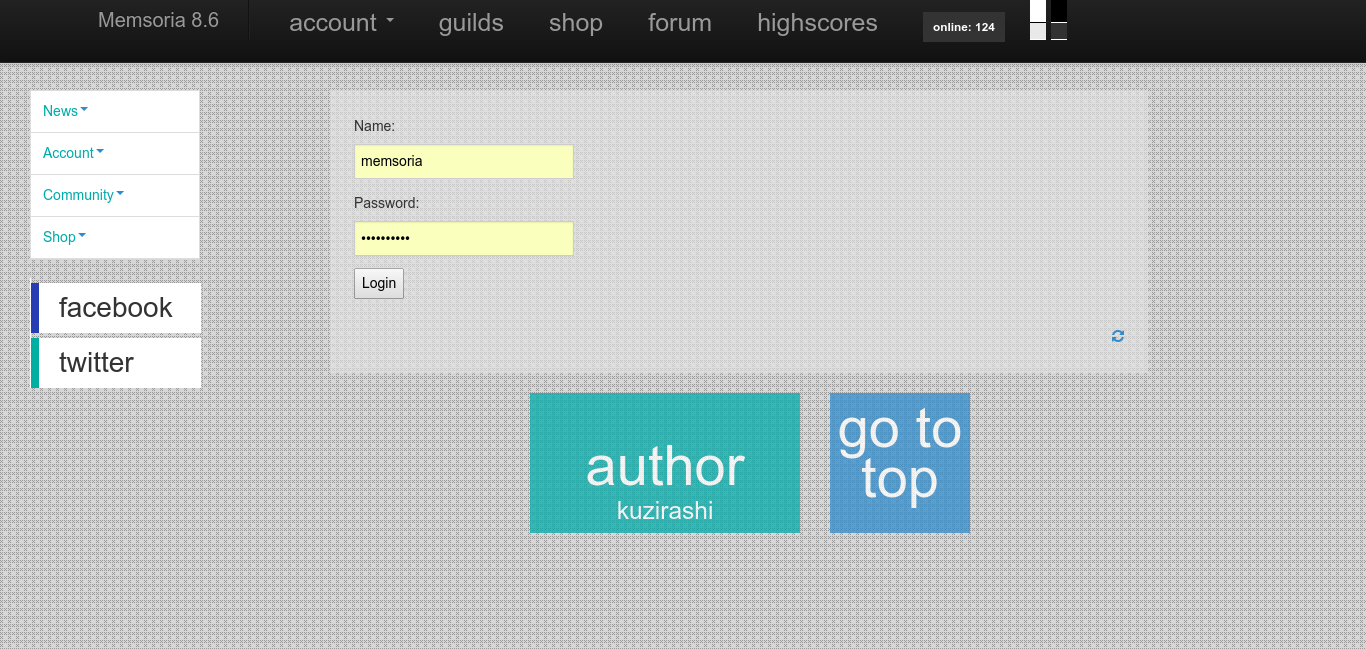 Memsoria 8.6
account
guilds
shop
forum
highscores
online: 124
News
Account
Community
Shop
facebook
twitter
Name:
memsoria
Password:
••••••••••
Login
author
kuzirashi
go to
top